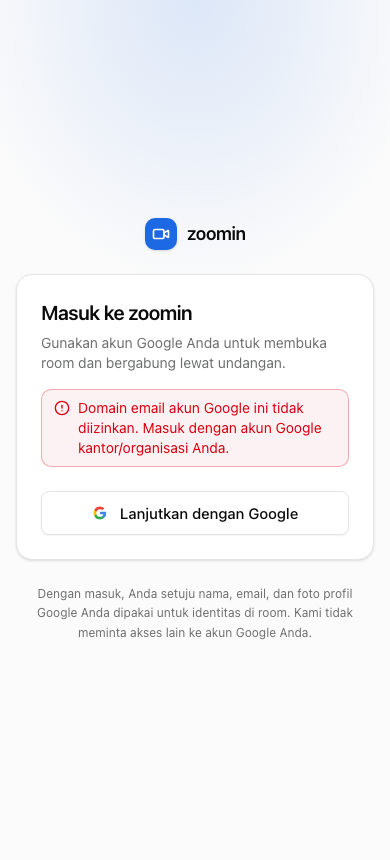 zoomin
Masuk ke zoomin
Gunakan akun Google Anda untuk membuka
room dan bergabung lewat undangan.
Domain email akun Google ini tidak
diizinkan. Masuk dengan akun Google
kantor/organisasi Anda.
Lanjutkan dengan Google
Dengan masuk, Anda setuju nama, email, dan foto profil
Google Anda dipakai untuk identitas di room. Kami tidak
meminta akses lain ke akun Google Anda.